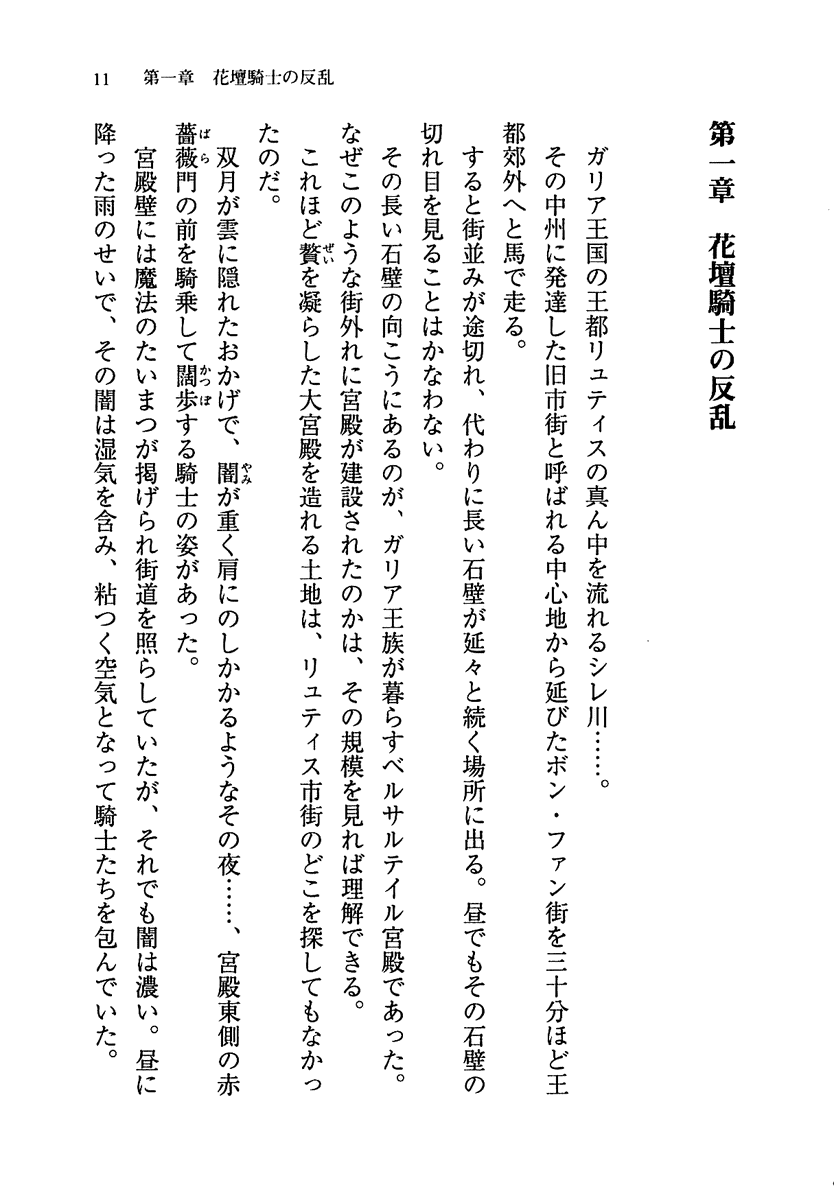 11　第一章　花壇騎士の反乱
第一章　花壇騎士の反乱
ガリア王国の王都リュティスの真ん中を流れるシレ川……。
その中州に発達した旧市街と呼ばれる中心地から延びたボン・ファン街を三十分ほど王
都郊外へと馬で走る。
すると街並みが途切れ、代わりに長い石壁が延々と続く場所に出る。昼でもその石壁の
切れ目を見ることはかなわない。
その長い石壁の向こうにあるのが、ガリア王族が暮らすベルサルテイル宮殿であった。
なぜこのような街外れに宮殿が建設されたのかは、その規模を見れば理解できる。
これほど贅ぜいを凝らした大宮殿を造れる土地は、リュティス市街のどこを探してもなかっ
たのだ。
双月が雲に隠れたおかげで、闇やみが重く肩にのしかかるようなその夜……、宮殿東側の赤
薔薇ばら門の前を騎乗して闊歩かっぽする騎士の姿があった。
宮殿壁には魔法のたいまつが掲げられ街道を照らしていたが、それでも闇は濃い。昼に
降った雨のせいで、その闇は湿気を含み、粘つく空気となって騎士たちを包んでいた。